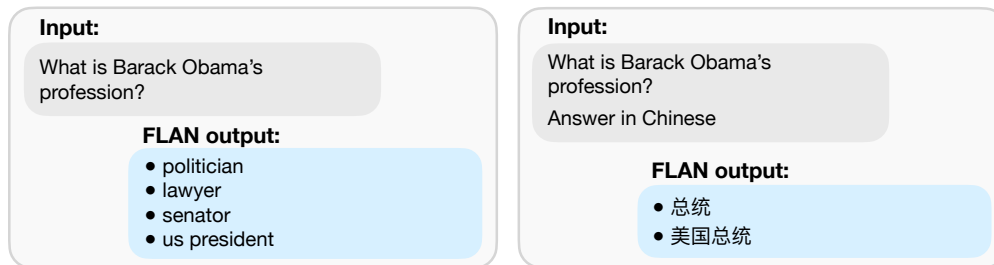 Input:
What is Barack Obama's
profession?
FLAN output:
• politician
• lawyer
• senator
• us president
Input:
What is Barack Obama's
profession?
Answer in Chinese
FLAN output:
• 总统
• 美国总统